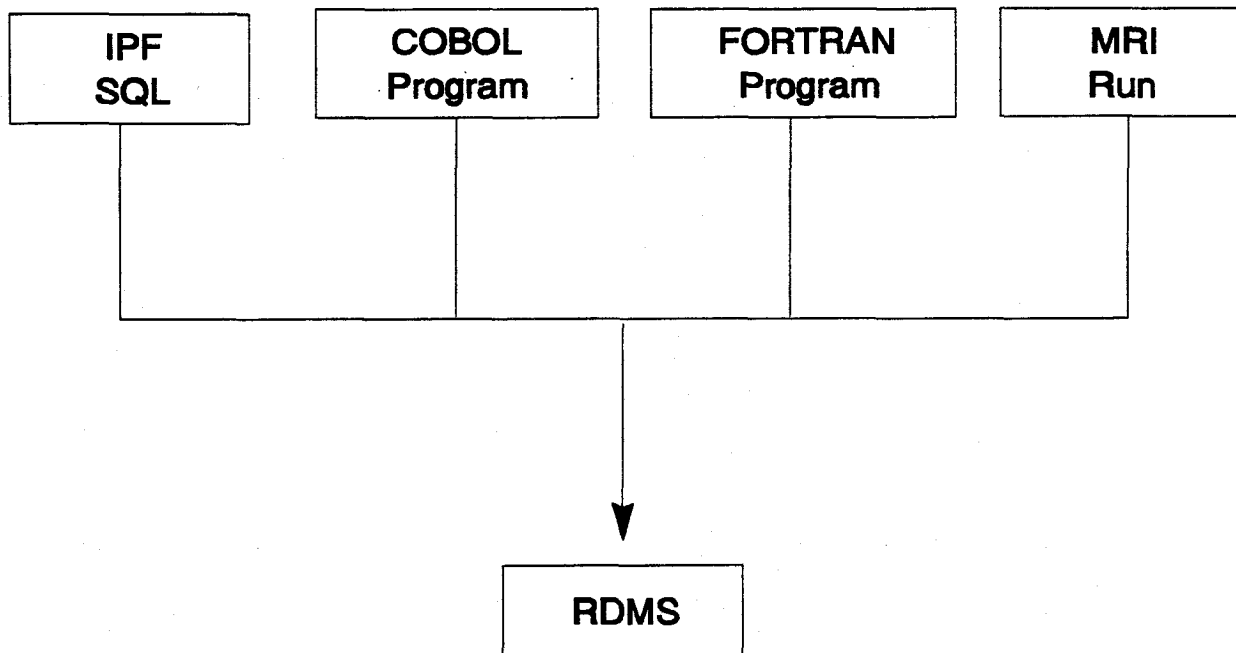 IPF
SQL
COBOL
Program
FORTRAN
Program
MRI
Run
RDMS